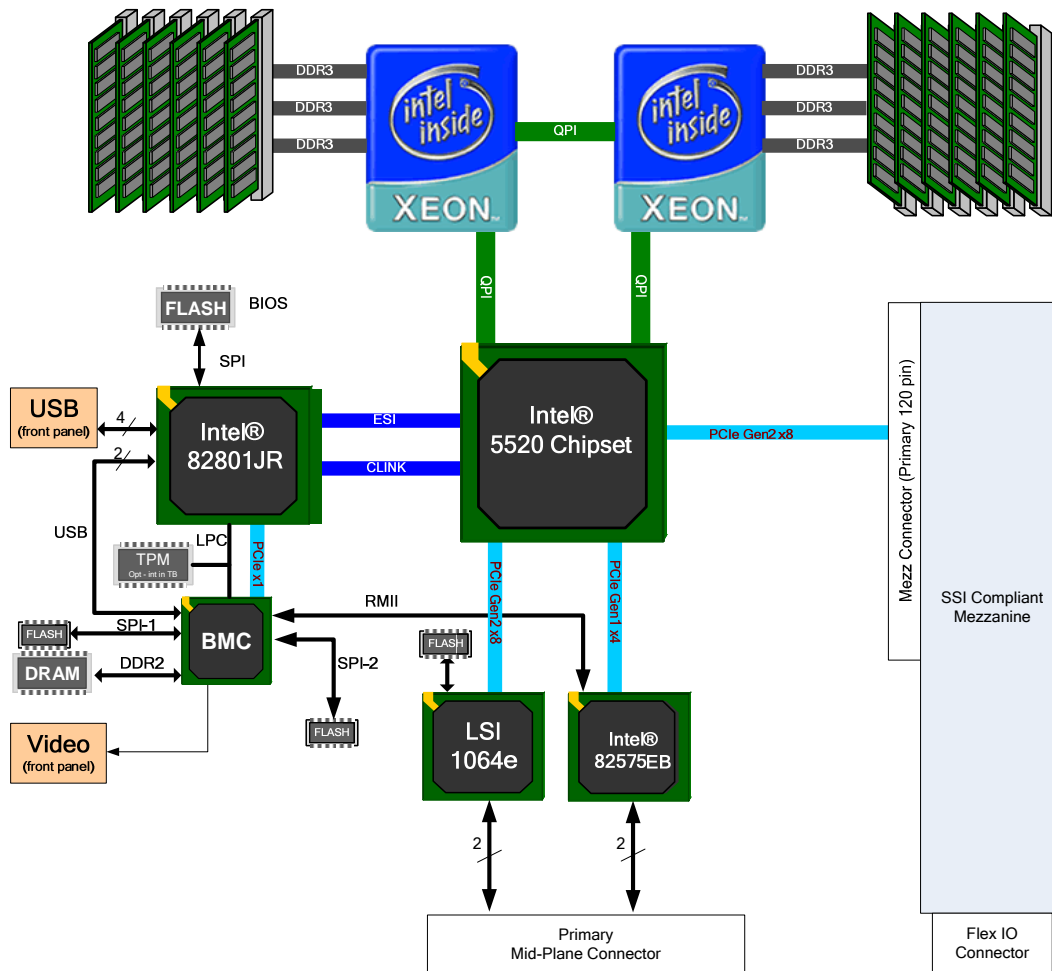 DDR3
DDR3
DDR3
intel
inside
XEON™
QPI
intel
inside
XEON™
DDR3
DDR3
DDR3
QPI
QPI
FLASH
BIOS
SPI
USB
(front panel)
4
2
Intel®
82801JR
ESI
CLINK
Intel®
5520 Chipset
PCIe Gen2 x8
Mezz Connector (Primary 120 pin)
SSI Compliant
Mezzanine
USB
LPC
TPM
Opt - int in TB
PCIe x1
PCIe Gen2 x8
PCIe Gen1 x4
RMII
FLASH
SPI-1
BMC
DRAM
DDR2
SPI-2
FLASH
FLASH
Video
(front panel)
LSI
1064e
Intel®
82575EB
2
2
Primary
Mid-Plane Connector
Flex IO
Connector